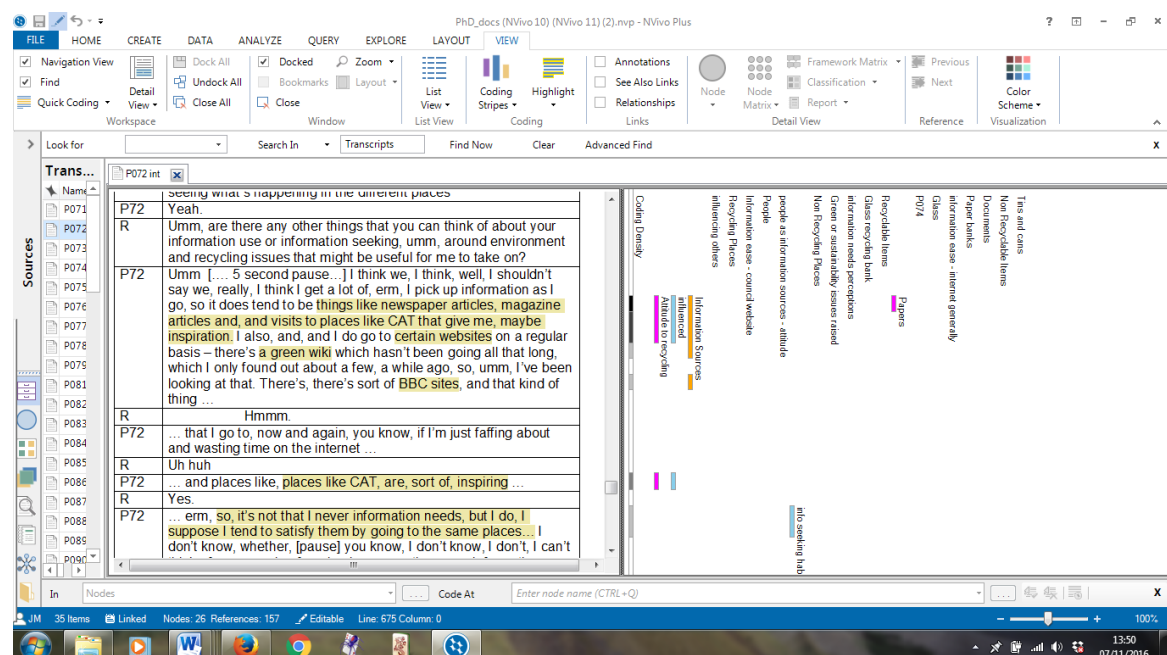 PhD_docs (NVivo 10) (NVivo 11) (2).nvp - NVivo Plus
FILE HOME CREATE DATA ANALYZE QUERY EXPLORE LAYOUT VIEW
Navigation View
Find
Quick Coding
Detail View
Dock All
Undock All
Close All
Workspace
Docked
Bookmarks
Close
Zoom
Layout
Window
List View
List View
Coding Stripes
Highlight
Coding
Annotations
See Also Links
Relationships
Links
Node
Node Matrix
Framework Matrix
Classification
Report
Detail View
Previous
Next
Reference
Color Scheme
Visualization
Look for Search In Transcripts Find Now Clear Advanced Find x
Sources
Trans...
Name
P071
P072
P073
P074
P075
P076
P077
P078
P079
P081
P082
P083
P084
P085
P086
P087
P088
P089
P090
P072 int
seeing what's happening in the different places
P72 Yeah.
R Umm, are there any other things that you can think of about your
information use or information seeking, umm, around environment
and recycling issues that might be useful for me to take on?
P72 Umm [.... 5 second pause...] I think we, I think, well, I shouldn't
say we, really, I think I get a lot of, erm, I pick up information as I
go, so it does tend to be things like newspaper articles, magazine
articles and, and visits to places like CAT that give me, maybe
inspiration. I also, and, and I do go to certain websites on a regular
basis – there's a green wiki which hasn't been going all that long,
which I only found out about a few, a while ago, so, umm, I've been
looking at that. There's, there's sort of BBC sites, and that kind of
thing …
R Hmmm.
P72 … that I go to, now and again, you know, if I'm just faffing about
and wasting time on the internet …
R Uh huh
P72 … and places like, places like CAT, are, sort of, inspiring …
R Yes.
P72 … erm, so, it's not that I never information needs, but I do, I
suppose I tend to satisfy them by going to the same places… I
don't know, whether, [pause] you know, I don't know, I don't, I can't
Coding Density
Attitude to recycling
influenced
Information Sources
influencing others
Recycling Places
Information ease - council website
People
people as information sources - attitude
info seeking hab
Non Recycling Places
Green or sustainability issues raised
information needs perceptions
Glass recycling bank
Recyclable Items
Papers
P074
Glass
information ease - internet generally
Paper banks
Documents
Non Recyclable Items
Tins and cans
In Nodes ... Code At Enter node name (CTRL+Q) ... x
JM 35 Items Linked Nodes: 26 References: 157 Editable Line: 675 Column: 0 100%
13:50
07/11/2016